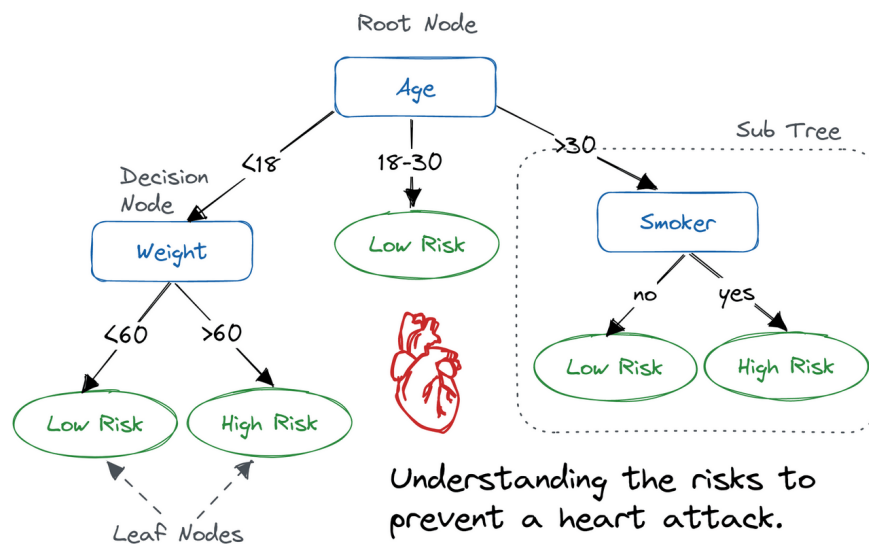 Root Node
Age
Sub Tree
<18
18-30
>30
Decision
Node
Weight
Low Risk
Smoker
<60
>60
no
yes
Low Risk
High Risk
Low Risk
High Risk
Leaf Nodes
Understanding the risks to
prevent a heart attack.